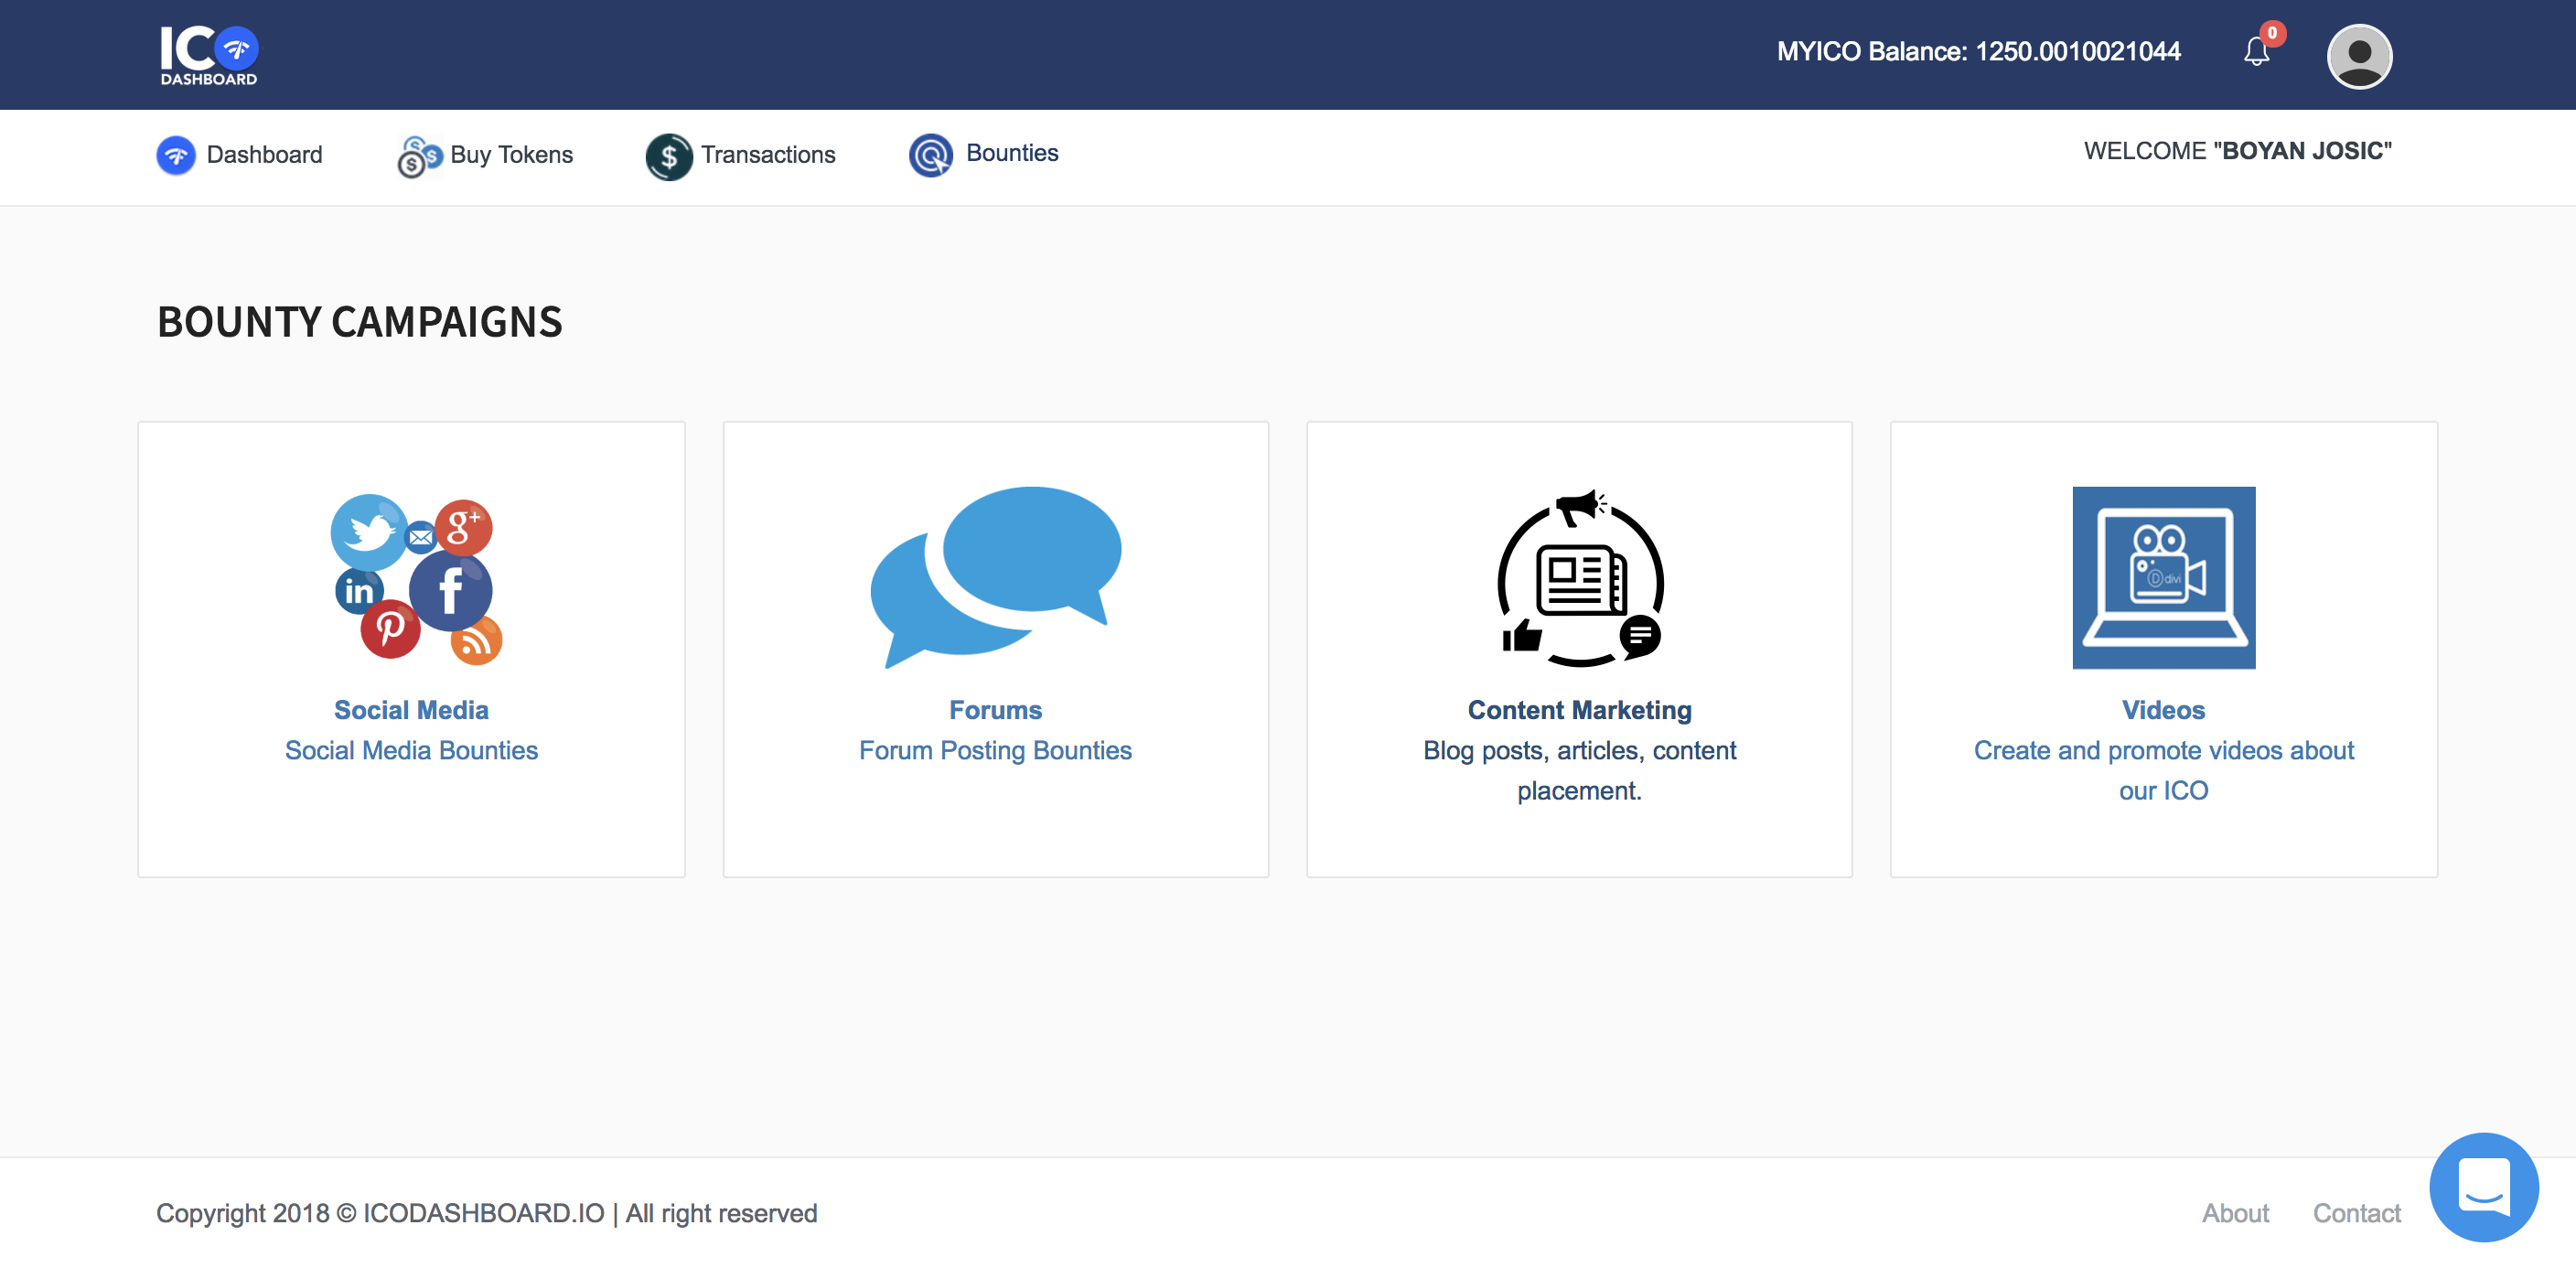 ICO
DASHBOARD
MYICO Balance: 1250.0010021044
0
Dashboard
Buy Tokens
Transactions
Bounties
WELCOME "BOYAN JOSIC"
BOUNTY CAMPAIGNS
g+
in
f
Social Media
Social Media Bounties
Forums
Forum Posting Bounties
Content Marketing
Blog posts, articles, content
placement.
D divi
Videos
Create and promote videos about
our ICO
Copyright 2018 © ICODASHBOARD.IO | All right reserved
About
Contact